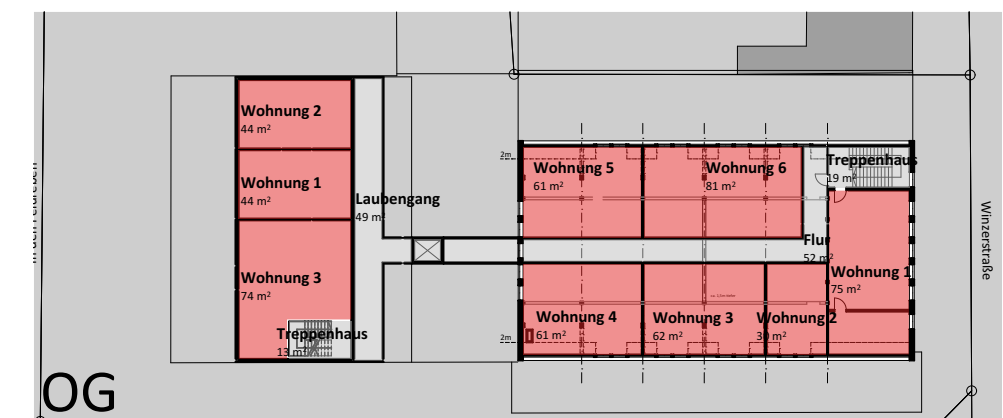 Wohnung 2
44 m²
Wohnung 1
44 m²
Laubengang
49 m²
Wohnung 3
74 m²
Treppenhaus
13 m²
OG
2m
Wohnung 5
61 m²
Wohnung 6
81 m²
Treppenhaus
19 m²
Flur
52 m²
Wohnung 1
75 m²
Wohnung 4
61 m²
Wohnung 3
62 m²
Wohnung 2
2m
Winzerstraße